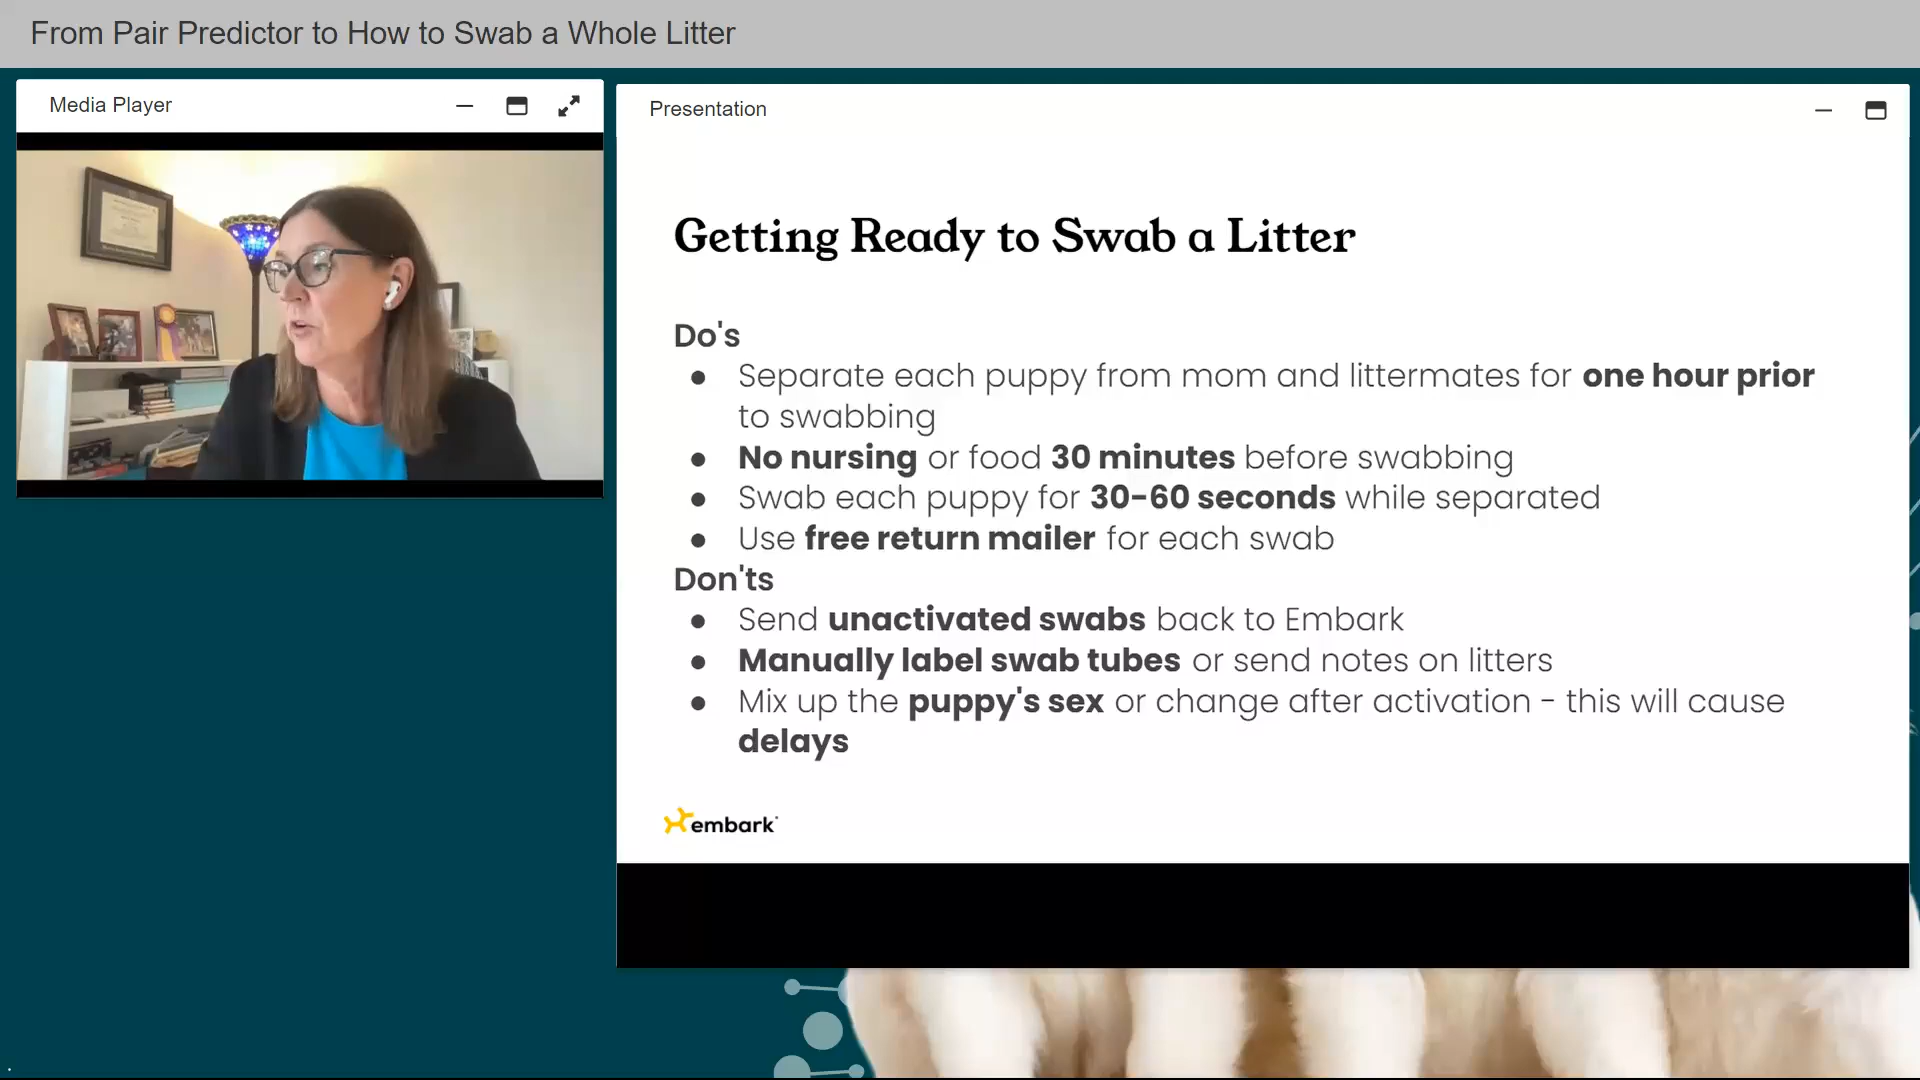 From Pair Predictor to How to Swab a Whole Litter
Media Player
Presentation
Getting Ready to Swab a Litter
Do's
● Separate each puppy from mom and littermates for one hour prior
to swabbing
● No nursing or food 30 minutes before swabbing
● Swab each puppy for 30-60 seconds while separated
● Use free return mailer for each swab
Don'ts
● Send unactivated swabs back to Embark
● Manually label swab tubes or send notes on litters
● Mix up the puppy's sex or change after activation - this will cause
delays
embark